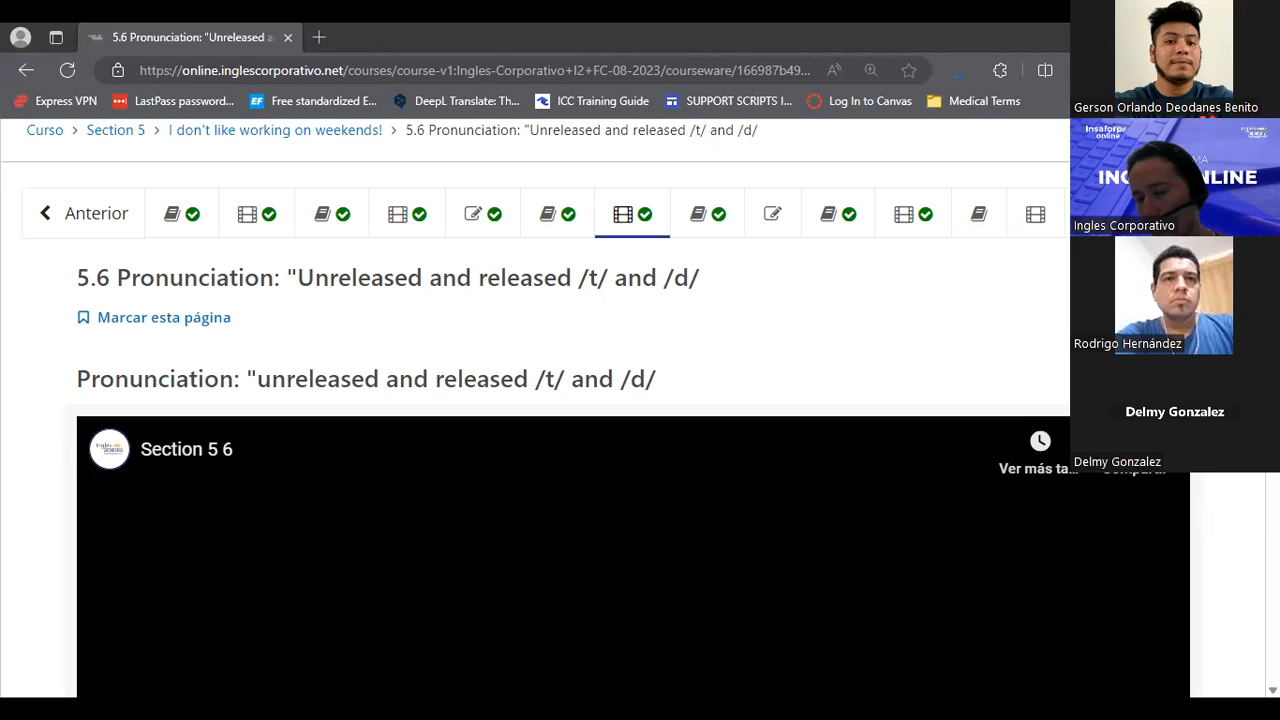 5.6 Pronunciation: "Unreleased a
https://online.inglescorporativo.net/courses/course-v1:Ingles-Corporativo+I2+FC-08-2023/courseware/166987b49...
Express VPN
LastPass password...
Free standardized E...
DeepL Translate: Th...
ICC Training Guide
SUPPORT SCRIPTS I...
Log In to Canvas
Medical Terms
Curso > Section 5 > I don't like working on weekends! > 5.6 Pronunciation: "Unreleased and released /t/ and /d/
Anterior
5.6 Pronunciation: "Unreleased and released /t/ and /d/
Marcar esta página
Pronunciation: "unreleased and released /t/ and /d/
Section 5 6
Ver más ta...
Gerson Orlando Deodanes Benito
Insaforp
online
Ingles Corporativo
Rodrigo Hernández
Delmy Gonzalez
Delmy Gonzalez